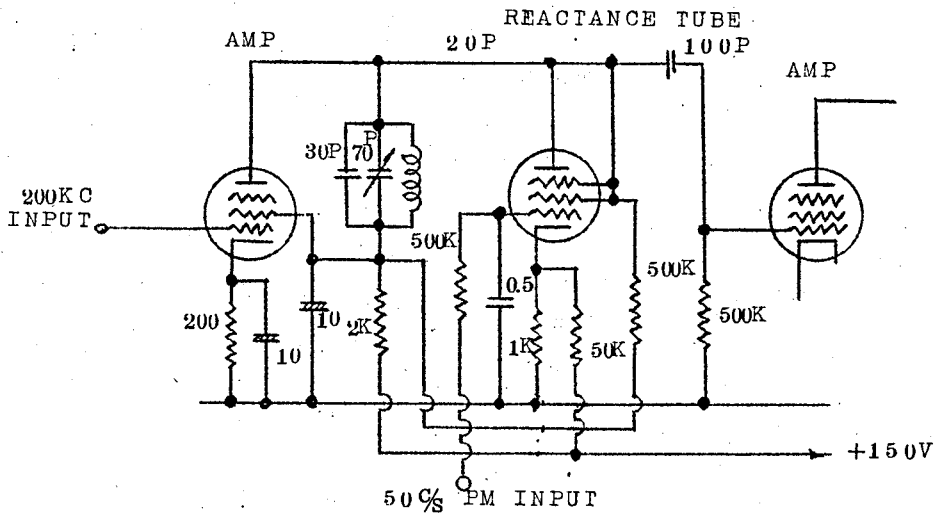 REACTANCE TUBE
AMP
20P
100P
AMP
30P
70P
200KC
INPUT
500K
0.5
500K
500K
200
10
10
2K
1K
50K
+150V
50 C/S PM INPUT